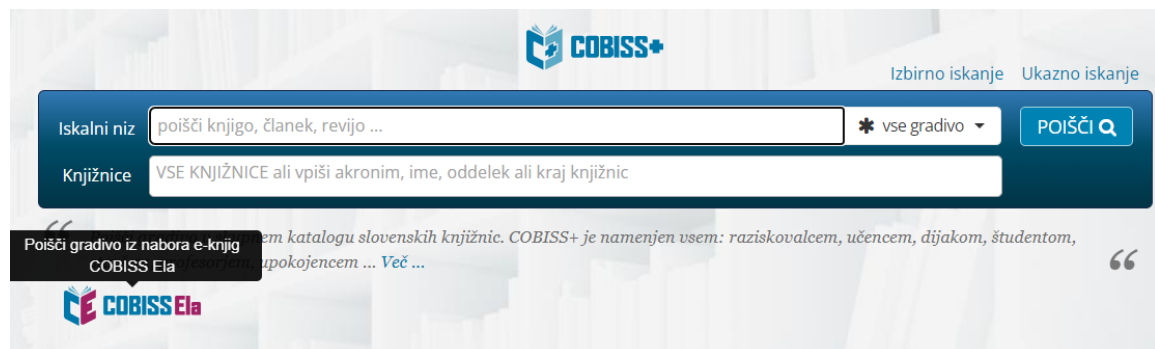 COBISS+
Izbirno iskanje Ukazno iskanje
Iskalni niz poišči knjigo, članek, revijo ... ✱ vse gradivo POIŠČI
Knjižnice VSE KNJIŽNICE ali vpiši akronim, ime, oddelek ali kraj knjižnic
katalogu slovenskih knjižnic. COBISS+ je namenjen vsem: raziskovalcem, učencem, dijakom, študentom,
upokojencem ... Več ...
Poišči gradivo iz nabora e-knjig
COBISS Ela
COBISS Ela